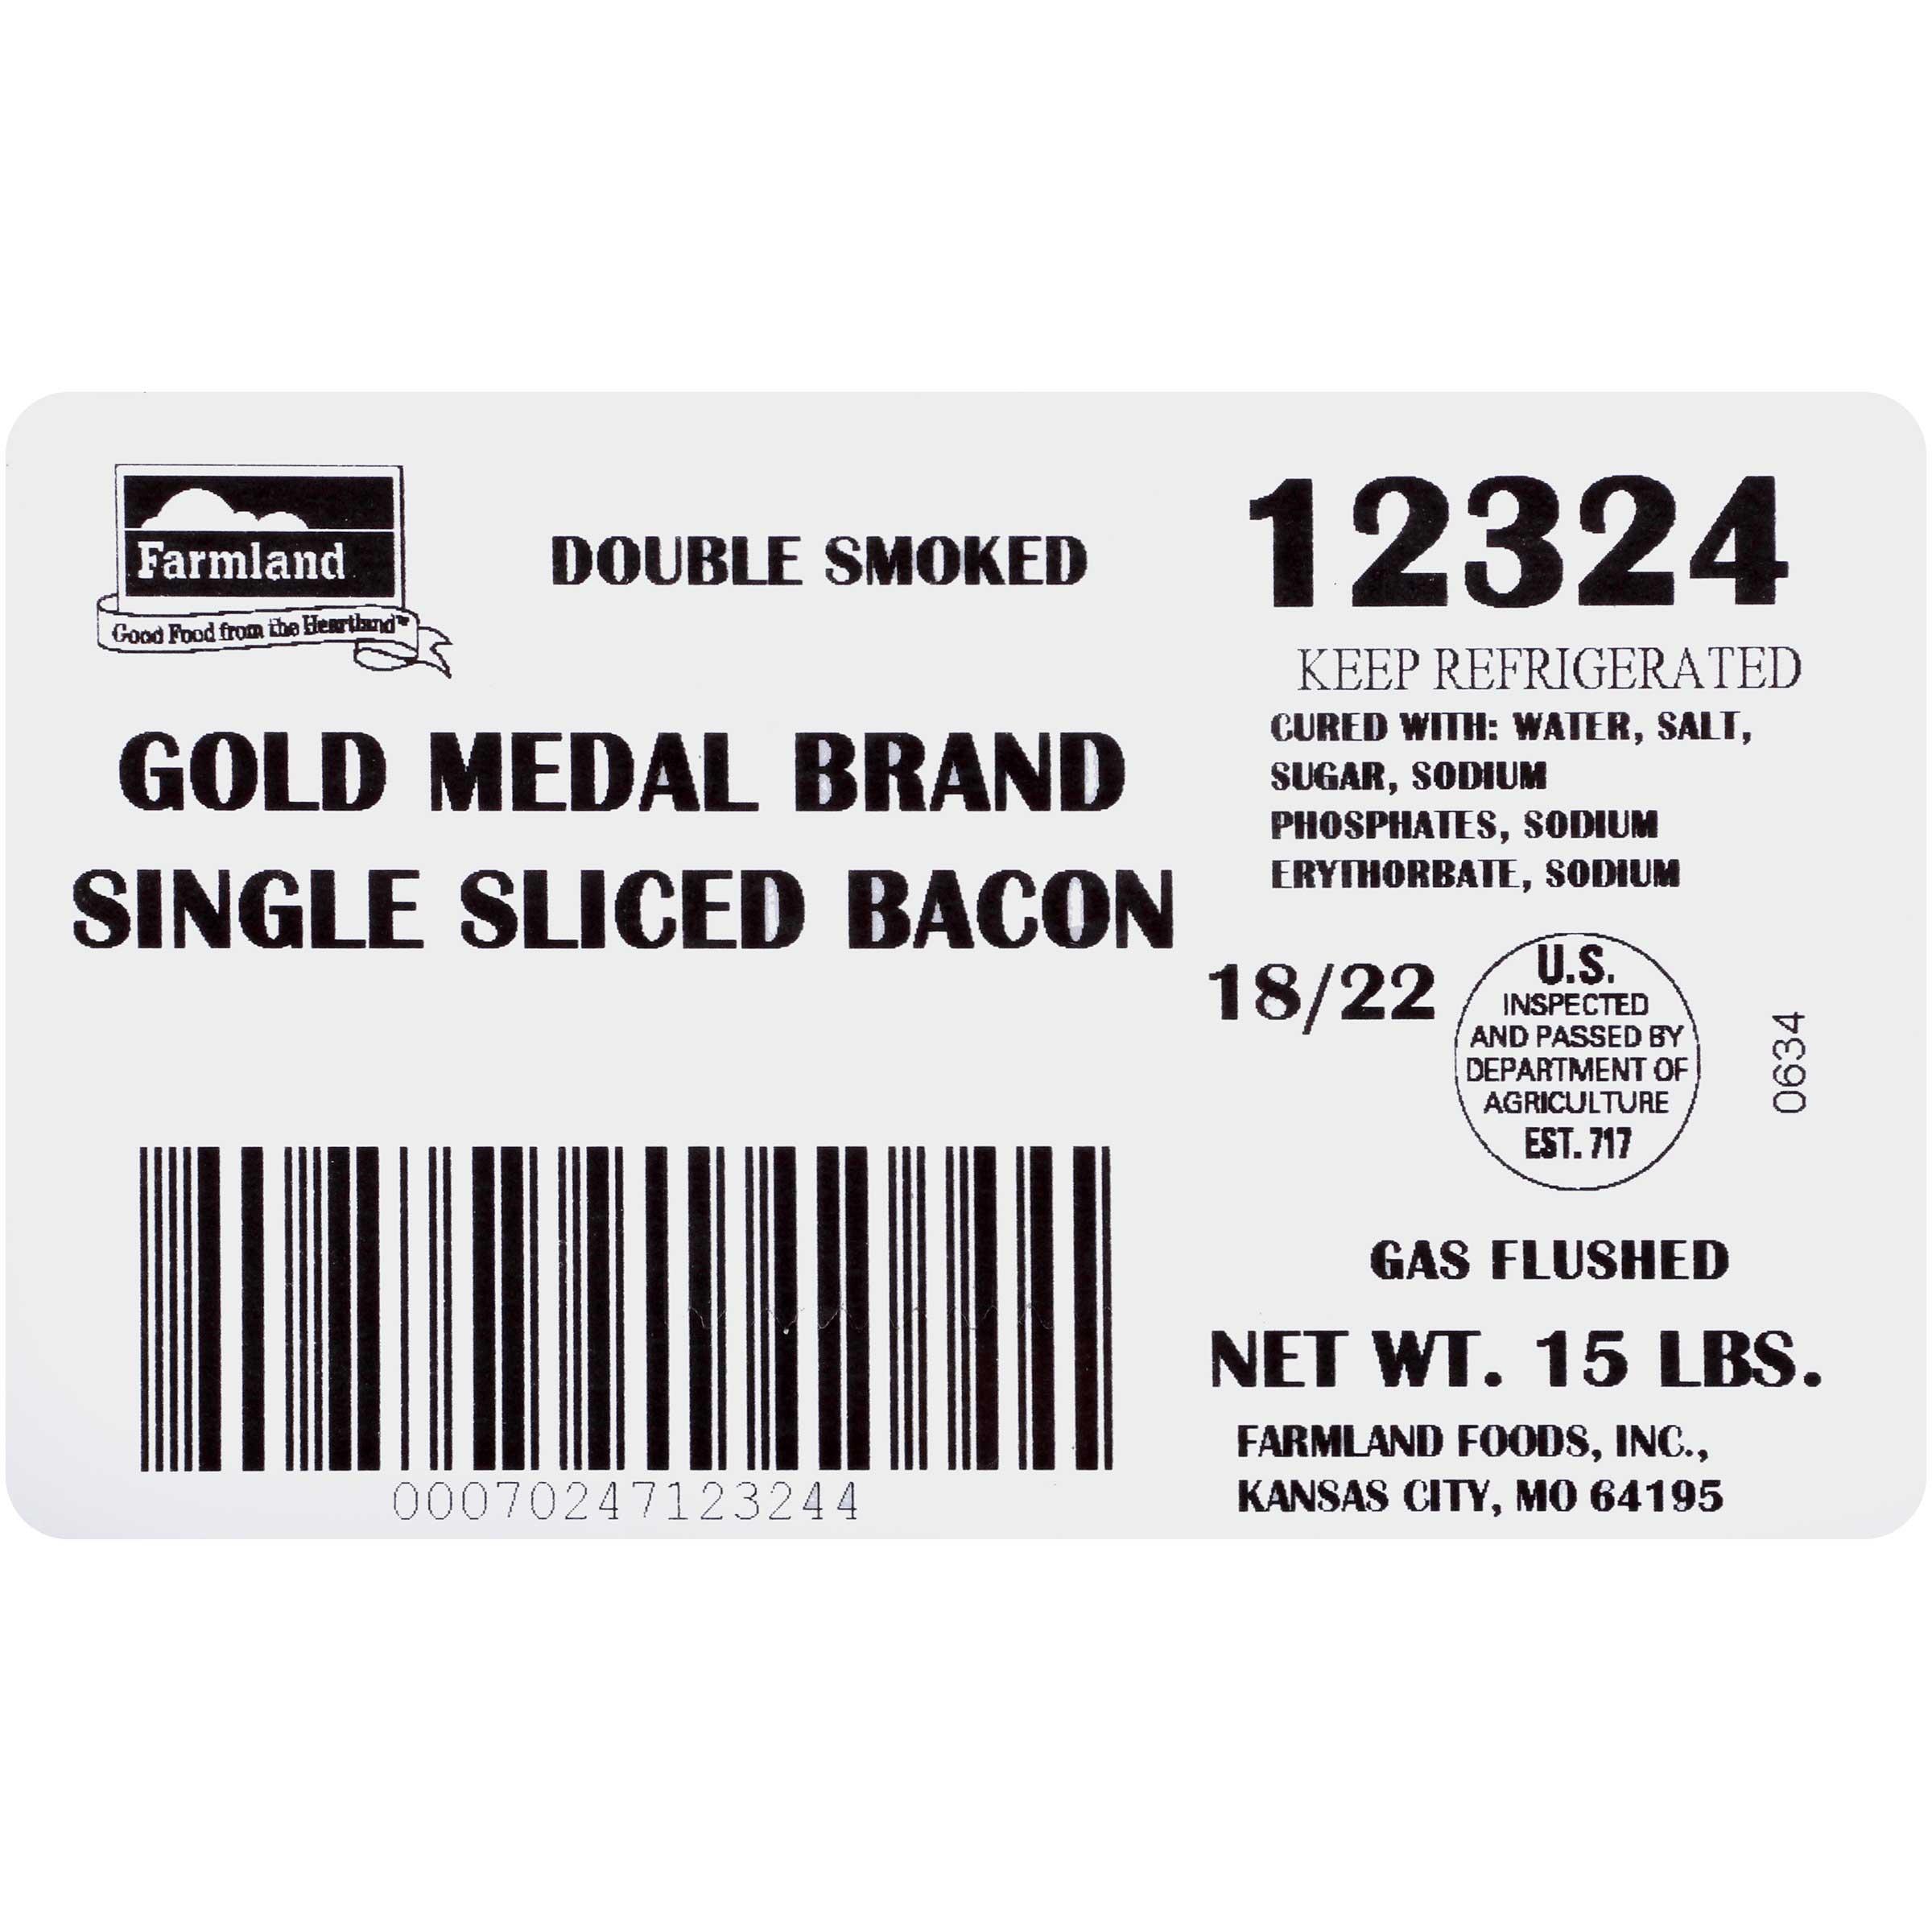 Farmland
Good Food from the Heartland™
DOUBLE SMOKED
GOLD MEDAL BRAND
SINGLE SLICED BACON
00070247123244
12324
KEEP REFRIGERATED
CURED WITH: WATER, SALT,
SUGAR, SODIUM
PHOSPHATES, SODIUM
ERYTHORBATE, SODIUM
18/22
U.S.
INSPECTED
AND PASSED BY
DEPARTMENT OF
AGRICULTURE
EST. 717
0634
GAS FLUSHED
NET WT. 15 LBS.
FARMLAND FOODS, INC.,
KANSAS CITY, MO 64195